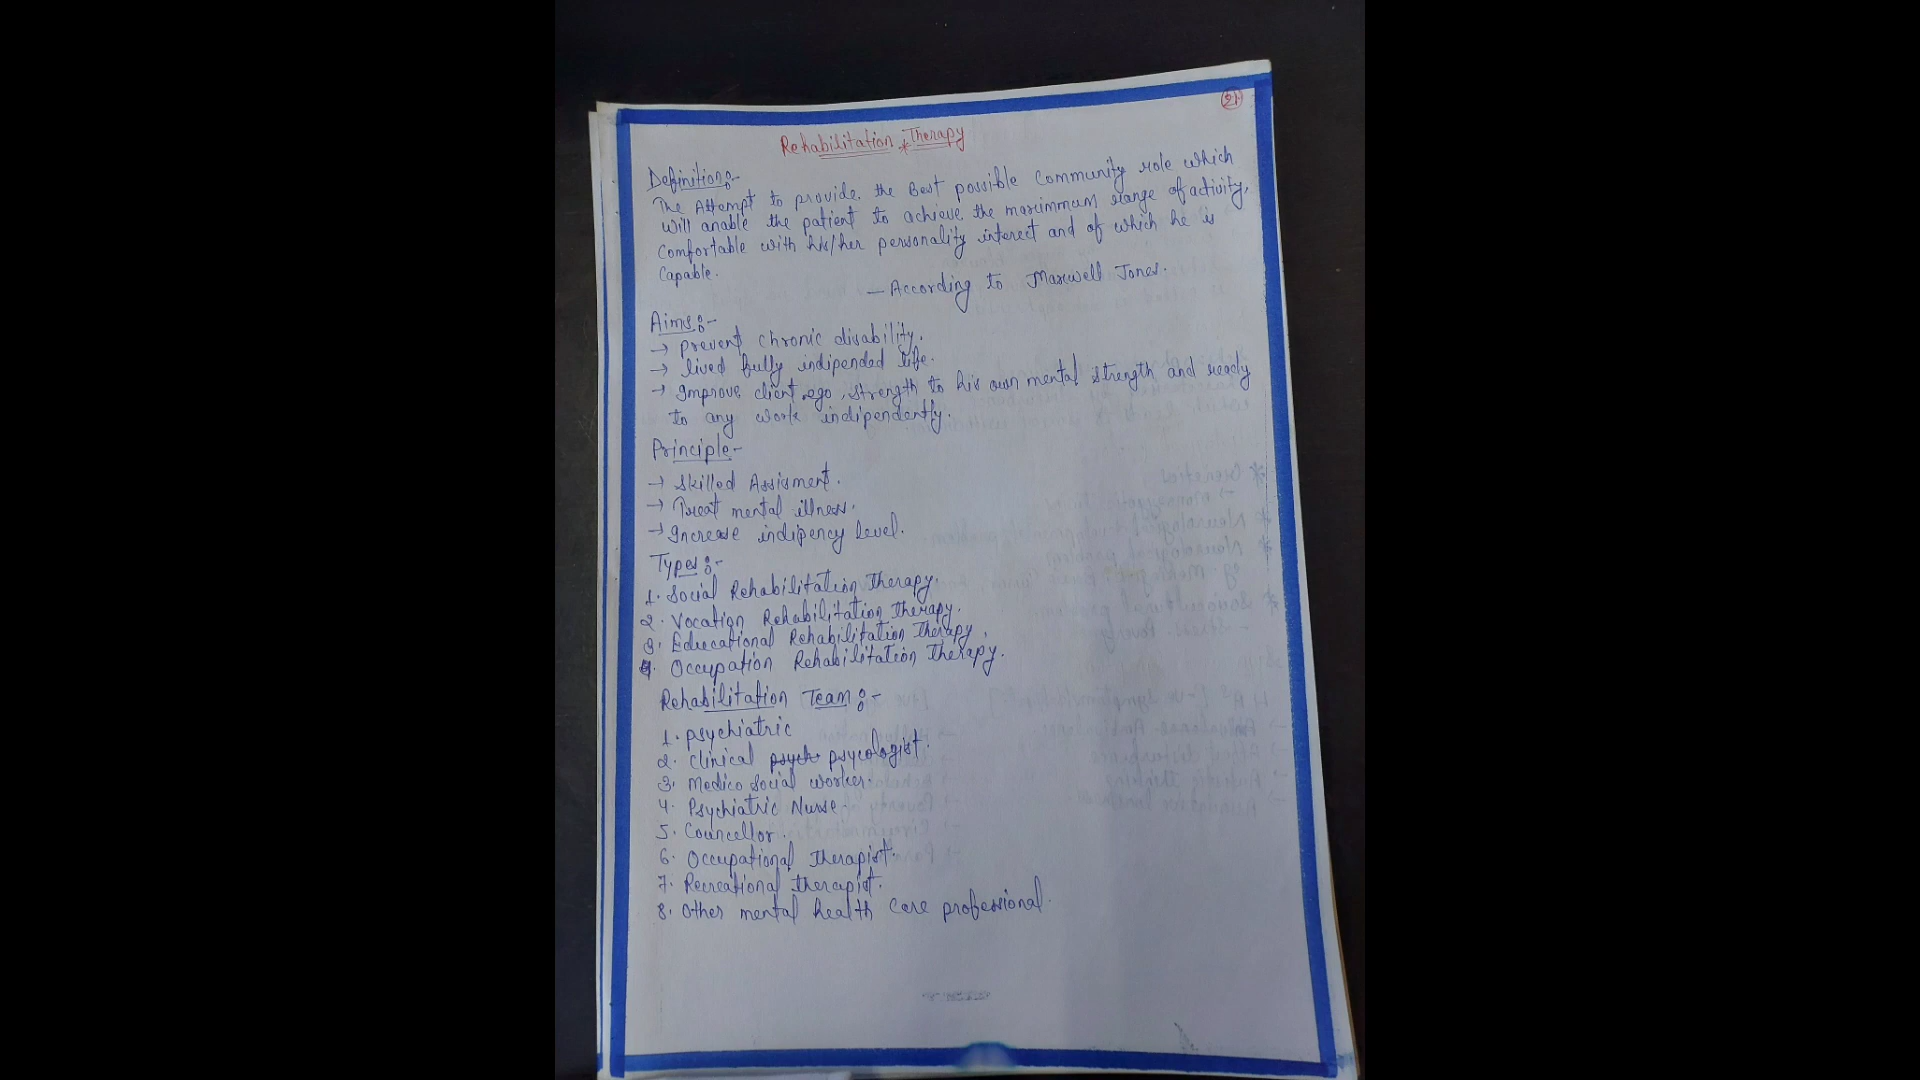 21
Rehabilitation * Therapy
Definition:-
The Attempt to provide the Best possible Community role which
will anable the patient to achieve the maximmum range of activity,
Comfortable with his/her personality interect and of which he is
Capable.
— According to Maxwell Jones.
Aims:-
→ prevent chronic disability.
→ lived fully indipended life.
→ Improve client ego, strength to his own mental strength and ready
to any work indipendently.
Principle-
→ Skilled Assisment.
→ Treat mental illness.
→ Increase indipency level.
Types:-
1. Social Rehabilitation Therapy.
2. Vocation Rehabilitation Therapy.
3. Educational Rehabilitation Therapy.
4. Occupation Rehabilitation Therapy.
Rehabilitation Team:-
1. psychiatric
2. Clinical psych psycologist.
3. Medico social worker.
4. Psychiatric Nurse.
5. Councellor.
6. Occupational Therapist.
7. Recreational therapist.
8. Other mental health care professional.